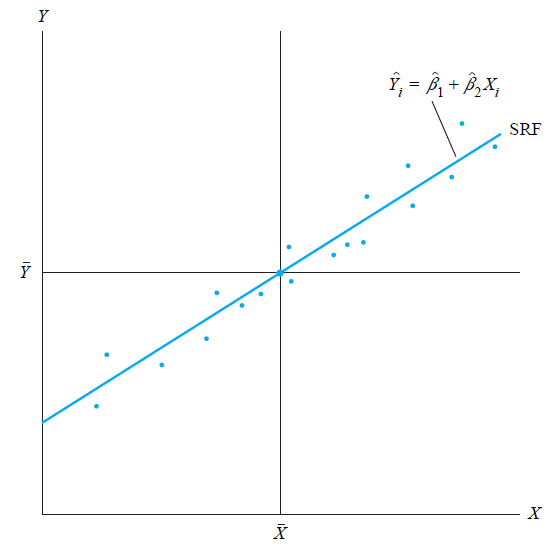 Y
Ŷᵢ = β̂₁ + β̂₂Xᵢ
SRF
Ȳ
X
X̄